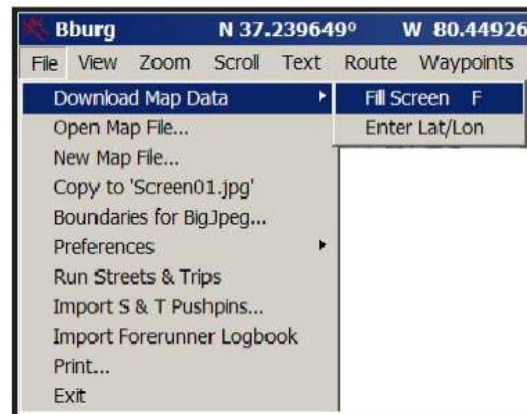 Bburg N 37.239649º W 80.44926
File View Zoom Scroll Text Route Waypoints
Download Map Data Fill Screen F
Open Map File... Enter Lat/Lon
New Map File...
Copy to 'Screen01.jpg'
Boundaries for BigJpeg...
Preferences
Run Streets & Trips
Import S & T Pushpins...
Import Forerunner Logbook
Print...
Exit